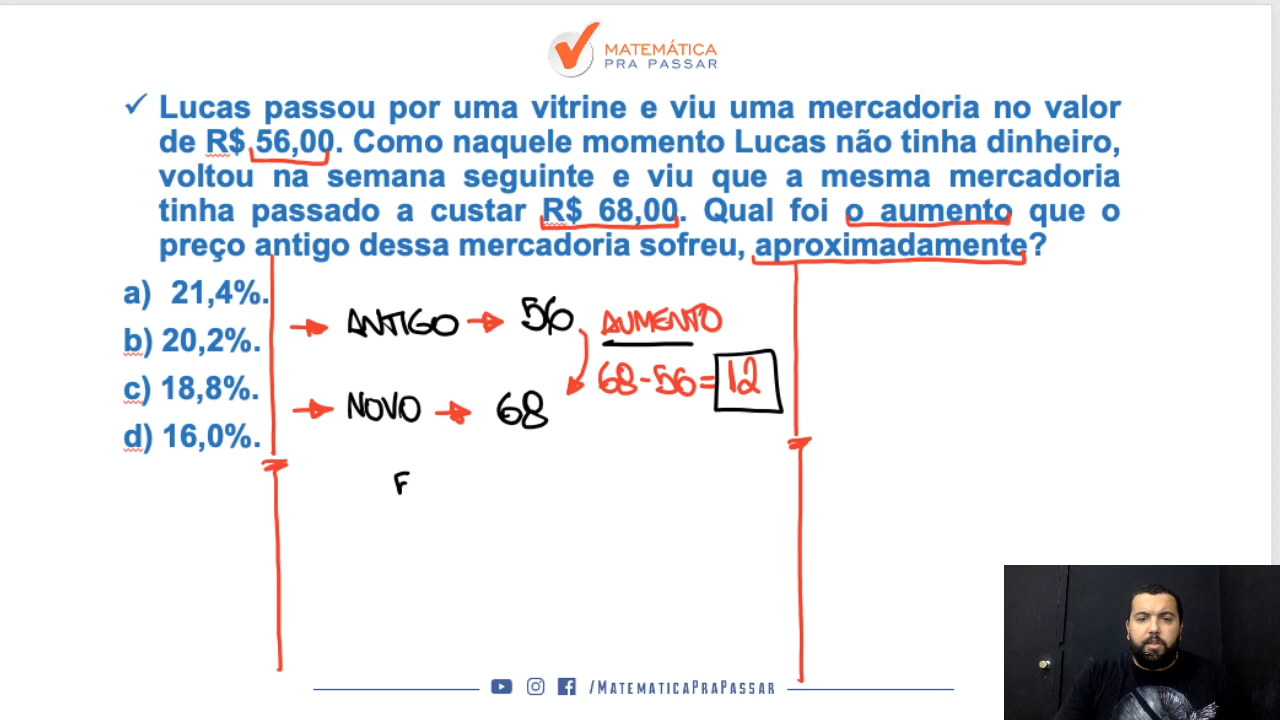 MATEMÁTICA
PRA PASSAR
✓ Lucas passou por uma vitrine e viu uma mercadoria no valor
de R$ 56,00. Como naquele momento Lucas não tinha dinheiro,
voltou na semana seguinte e viu que a mesma mercadoria
tinha passado a custar R$ 68,00. Qual foi o aumento que o
preço antigo dessa mercadoria sofreu, aproximadamente?
a) 21,4%.
b) 20,2%.
c) 18,8%.
d) 16,0%.
→ ANTIGO → 56
AUMENTO
68-56=12
→ NOVO → 68
F
/MATEMATICAPRAPASSAR